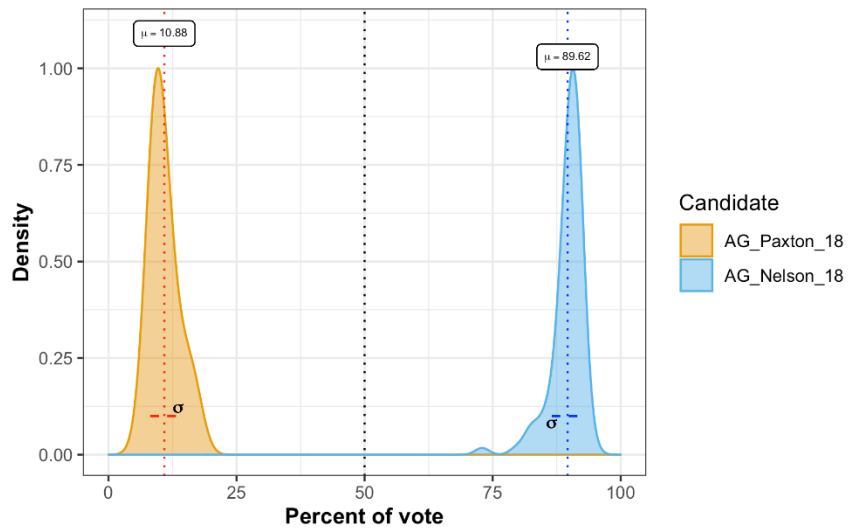 μ = 10.88
μ = 89.62
1.00
0.75
0.50
0.25
0.00
Density
σ
σ
0
25
50
75
100
Percent of vote
Candidate
AG_Paxton_18
AG_Nelson_18